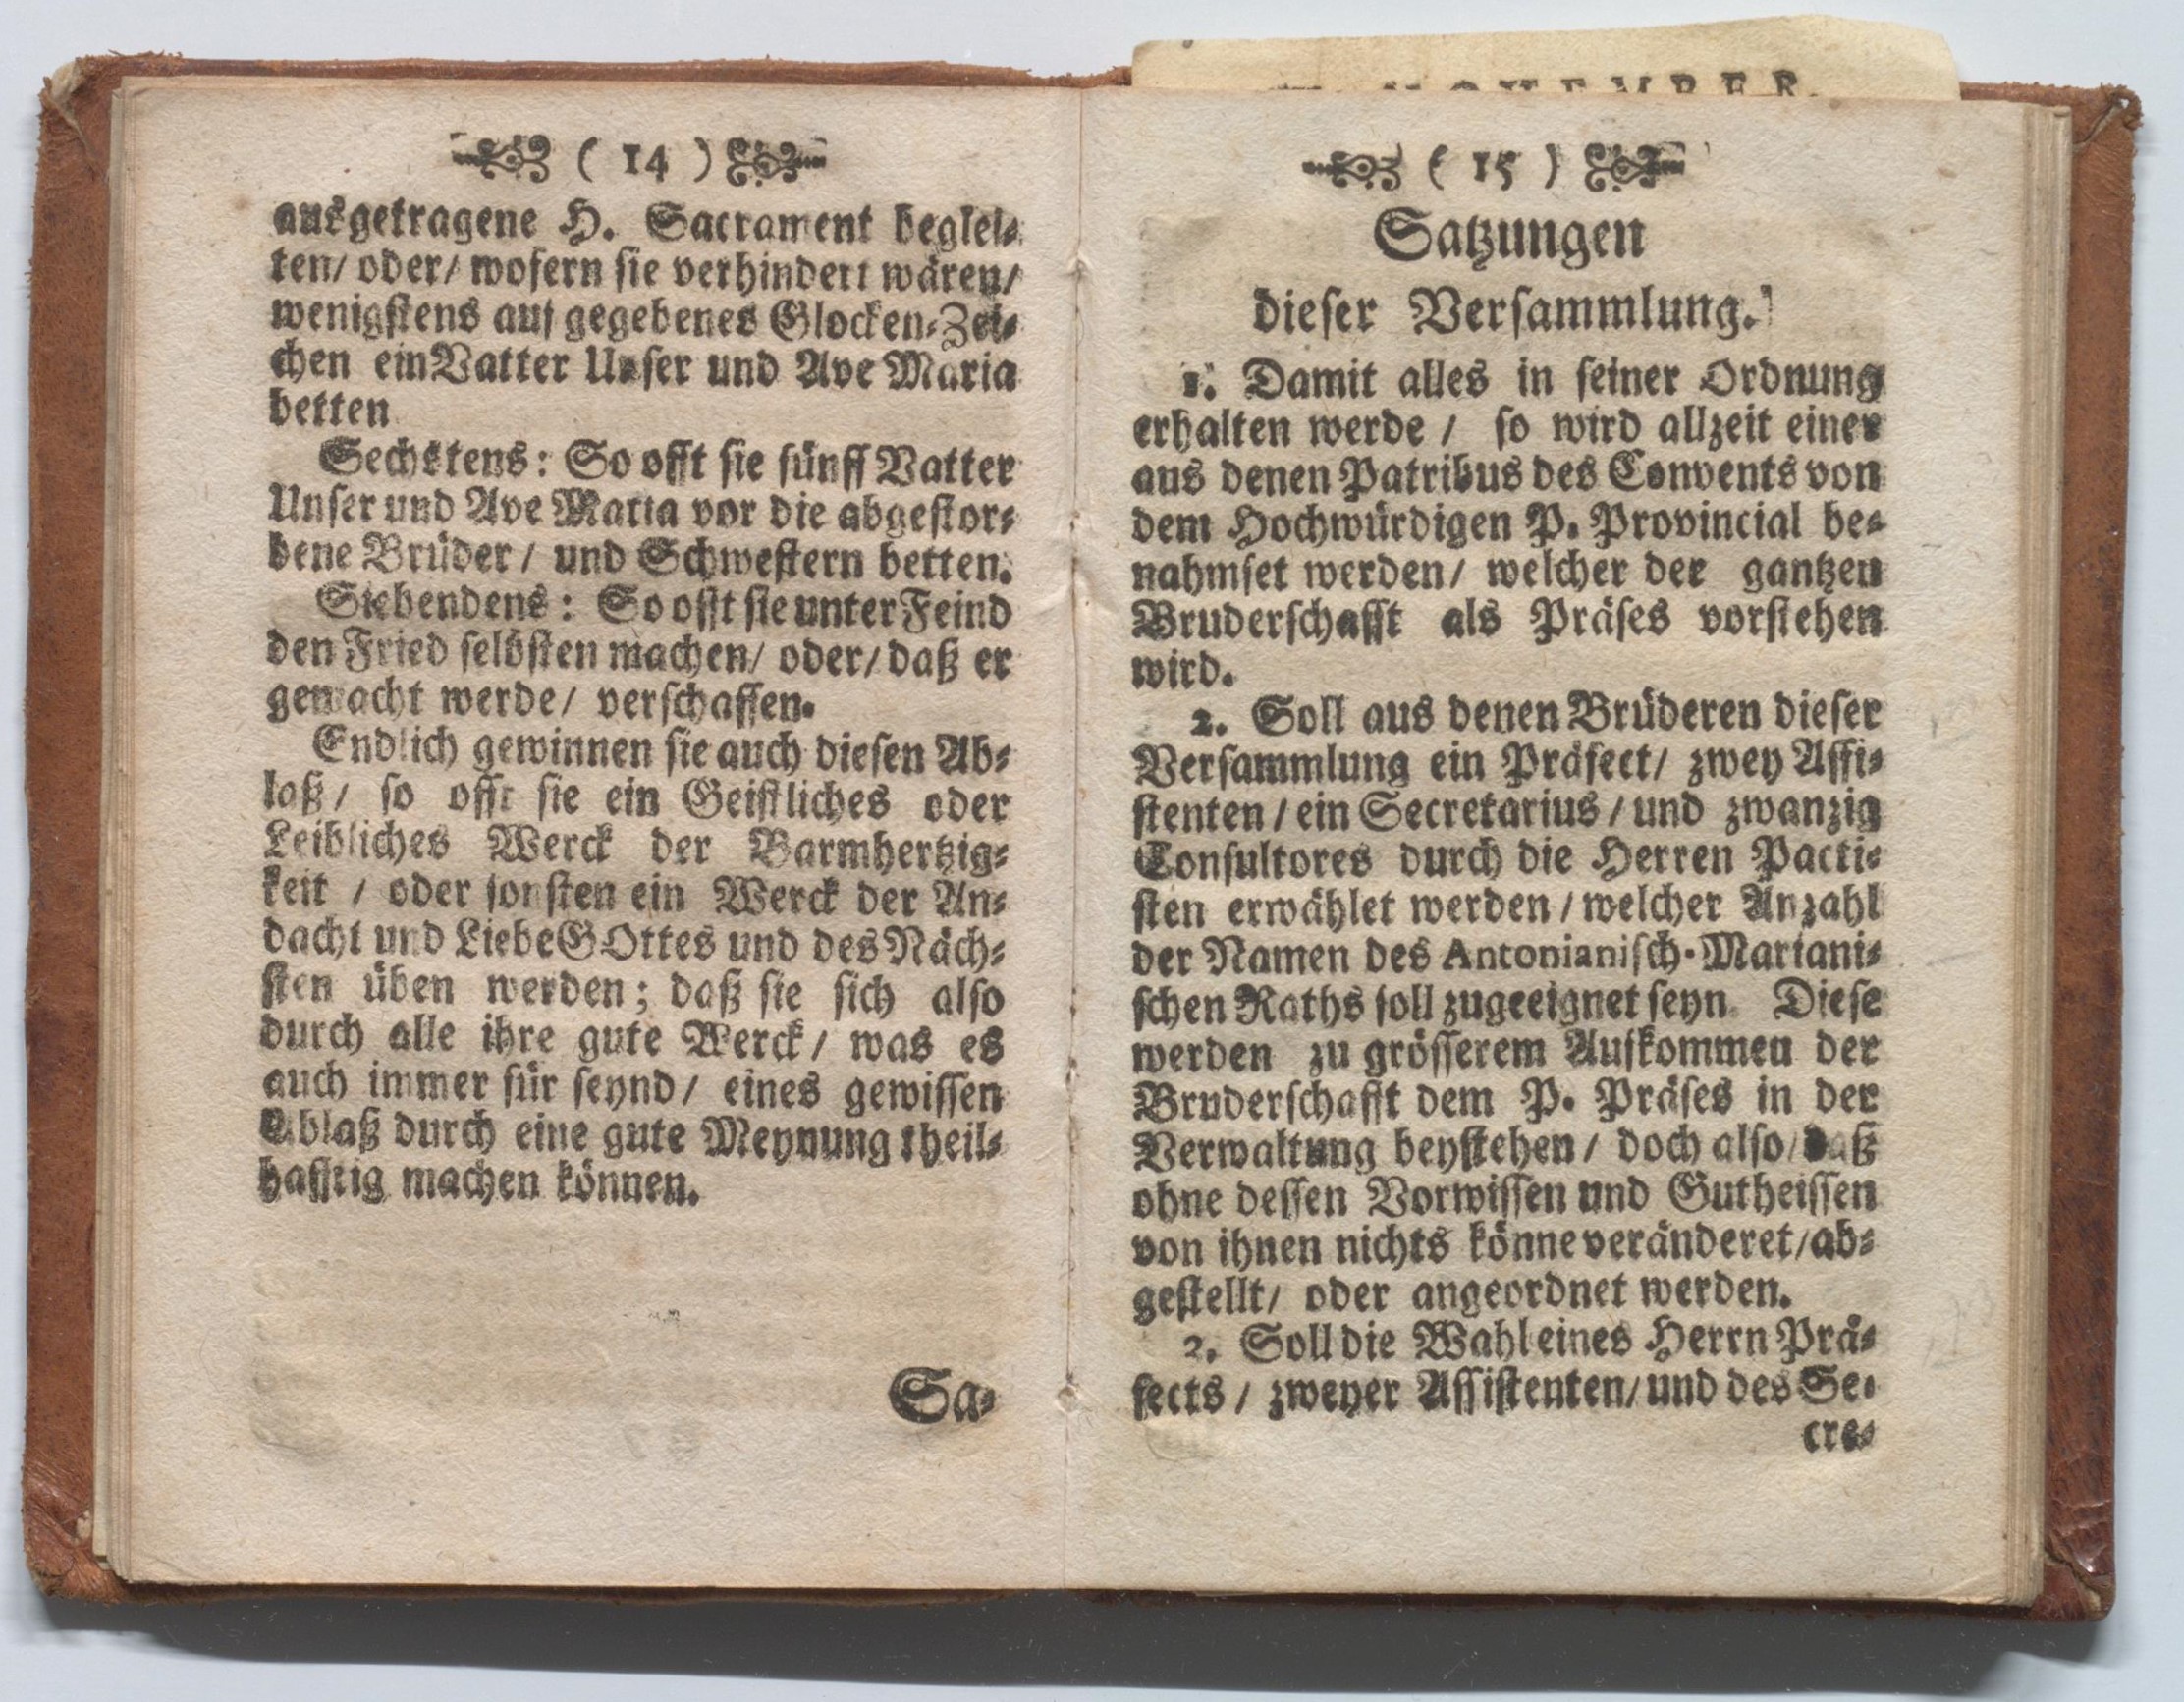 NOVEMBER.
( 14 )
ausgetragene H. Sacrament beglei-
ten/ oder/ wofern sie verhindert wären/
wenigstens auf gegebenes Glocken-Zei-
chen ein Vatter Unser und Ave Maria
betten
Sechstens: So offt sie fünff Vatter
Unser und Ave Maria vor die abgestor-
bene Brüder / und Schwestern betten.
Siebendens: So offt sie unter Feind
den Fried selbsten machen/ oder/ daß er
gemacht werde/ verschaffen.
Endlich gewinnen sie auch diesen Ab-
laß / so offt sie ein Geistliches oder
Leibliches Werck der Barmhertzig-
keit / oder sonsten ein Werck der An-
dacht und Liebe GOttes und des Näch-
sten üben werden; daß sie sich also
durch alle ihre gute Werck / was es
auch immer für seynd / eines gewissen
Ablaß durch eine gute Meynung theil-
hafftig machen können.
Sa-
( 15 )
Satzungen
dieser Versammlung.
1. Damit alles in seiner Ordnung
erhalten werde / so wird allzeit einer
aus denen Patribus des Convents von
dem Hochwürdigen P. Provincial be-
nahmset werden / welcher der gantzen
Bruderschafft als Präses vorstehen
wird.
2. Soll aus denen Brüderen dieser
Versammlung ein Präfect / zwey Assi-
stenten / ein Secretarius / und zwanzig
Consultores durch die Herren Pacti-
sten erwählet werden / welcher Anzahl
der Namen des Antonianisch-Mariani-
schen Raths soll zugeeignet seyn. Diese
werden zu grösserem Aufkommen der
Bruderschafft dem P. Präses in der
Verwaltung beystehen / doch also / daß
ohne dessen Vorwissen und Gutheissen
von ihnen nichts könne veränderet / ab-
gestellt / oder angeordnet werden.
2. Soll die Wahl eines Herrn Prä-
fects / zweyer Assistenten / und des Se-
cre-